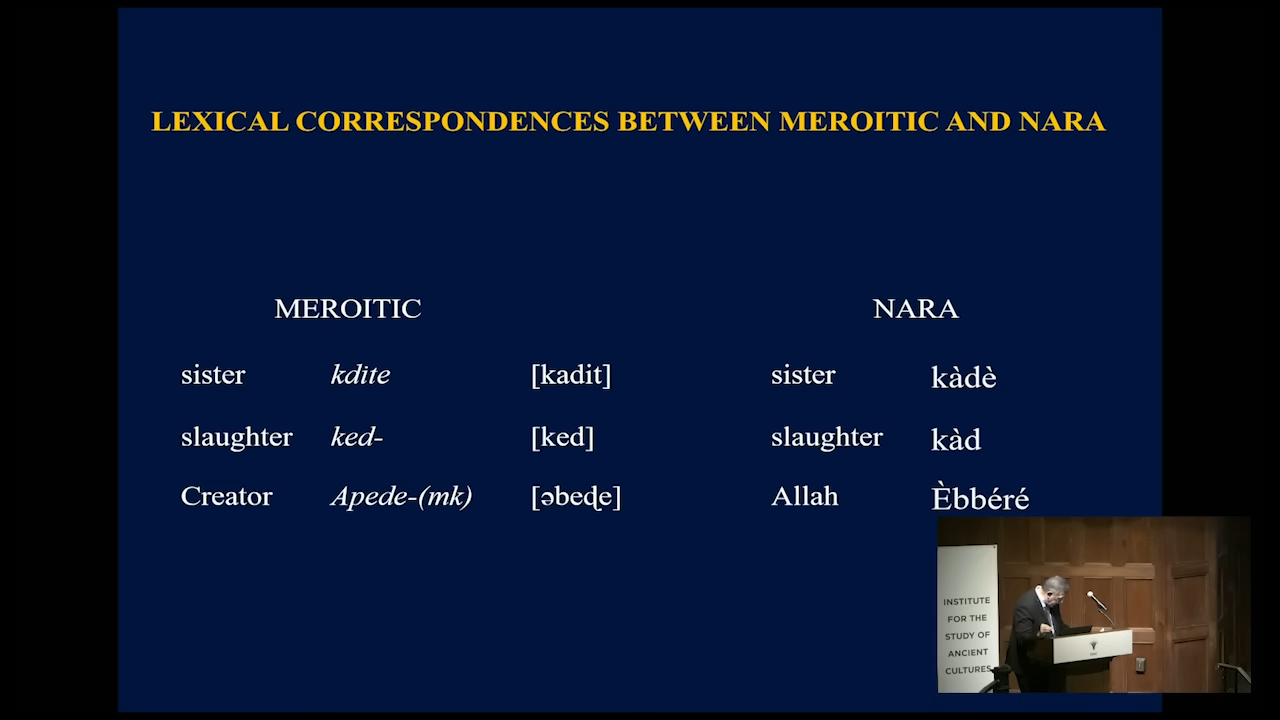 LEXICAL CORRESPONDENCES BETWEEN MEROITIC AND NARA
MEROITIC NARA
sister kdite [kadit] sister kàdè
slaughter ked- [ked] slaughter kàd
Creator Apede-(mk) [əbeɖe] Allah Èbbéré
INSTITUTE
FOR THE
STUDY OF
ANCIENT
CULTURES